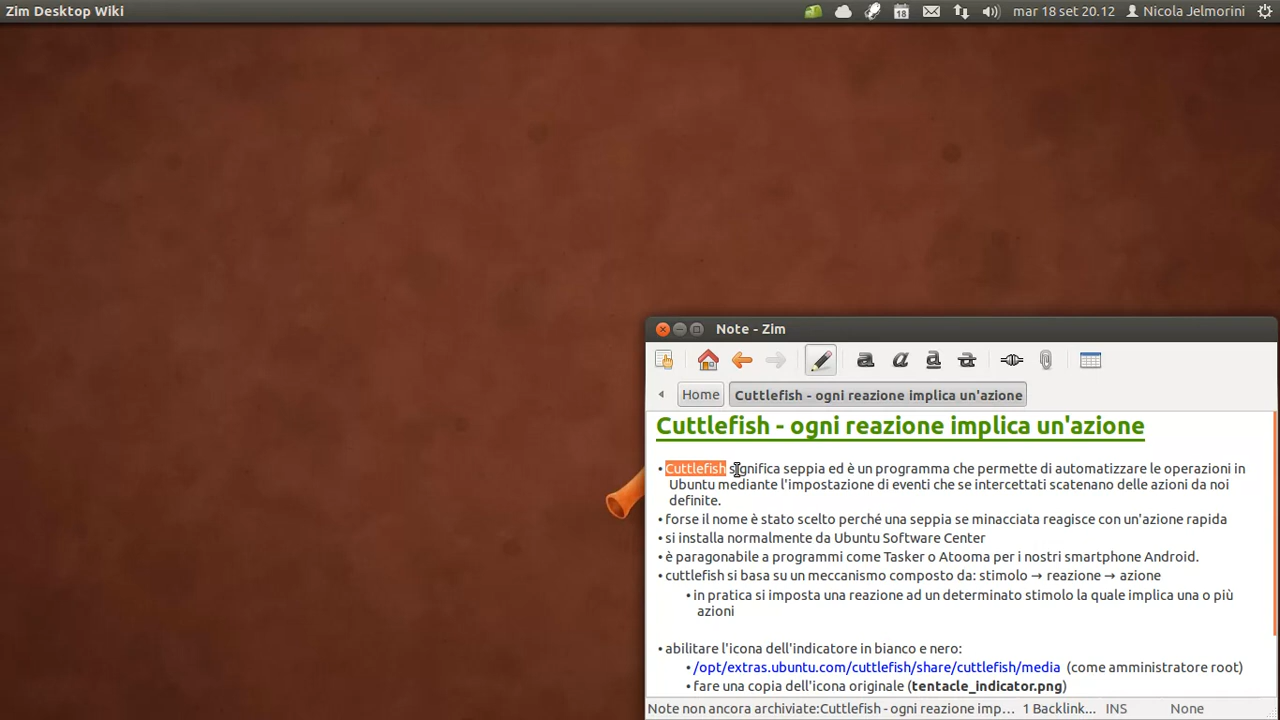 Zim Desktop Wiki
18
mar 18 set 20.12
Nicola Jelmorini
Note - Zim
a a a a
Home
Cuttlefish - ogni reazione implica un'azione
Cuttlefish - ogni reazione implica un'azione
• Cuttlefish significa seppia ed è un programma che permette di automatizzare le operazioni in
Ubuntu mediante l'impostazione di eventi che se intercettati scatenano delle azioni da noi
definite.
• forse il nome è stato scelto perché una seppia se minacciata reagisce con un'azione rapida
• si installa normalmente da Ubuntu Software Center
• è paragonabile a programmi come Tasker o Atooma per i nostri smartphone Android.
• cuttlefish si basa su un meccanismo composto da: stimolo → reazione → azione
• in pratica si imposta una reazione ad un determinato stimolo la quale implica una o più
azioni
• abilitare l'icona dell'indicatore in bianco e nero:
• /opt/extras.ubuntu.com/cuttlefish/share/cuttlefish/media (come amministratore root)
• fare una copia dell'icona originale (tentacle_indicator.png)
Note non ancora archiviate:Cuttlefish - ogni reazione imp...
1 Backlink...
INS
None